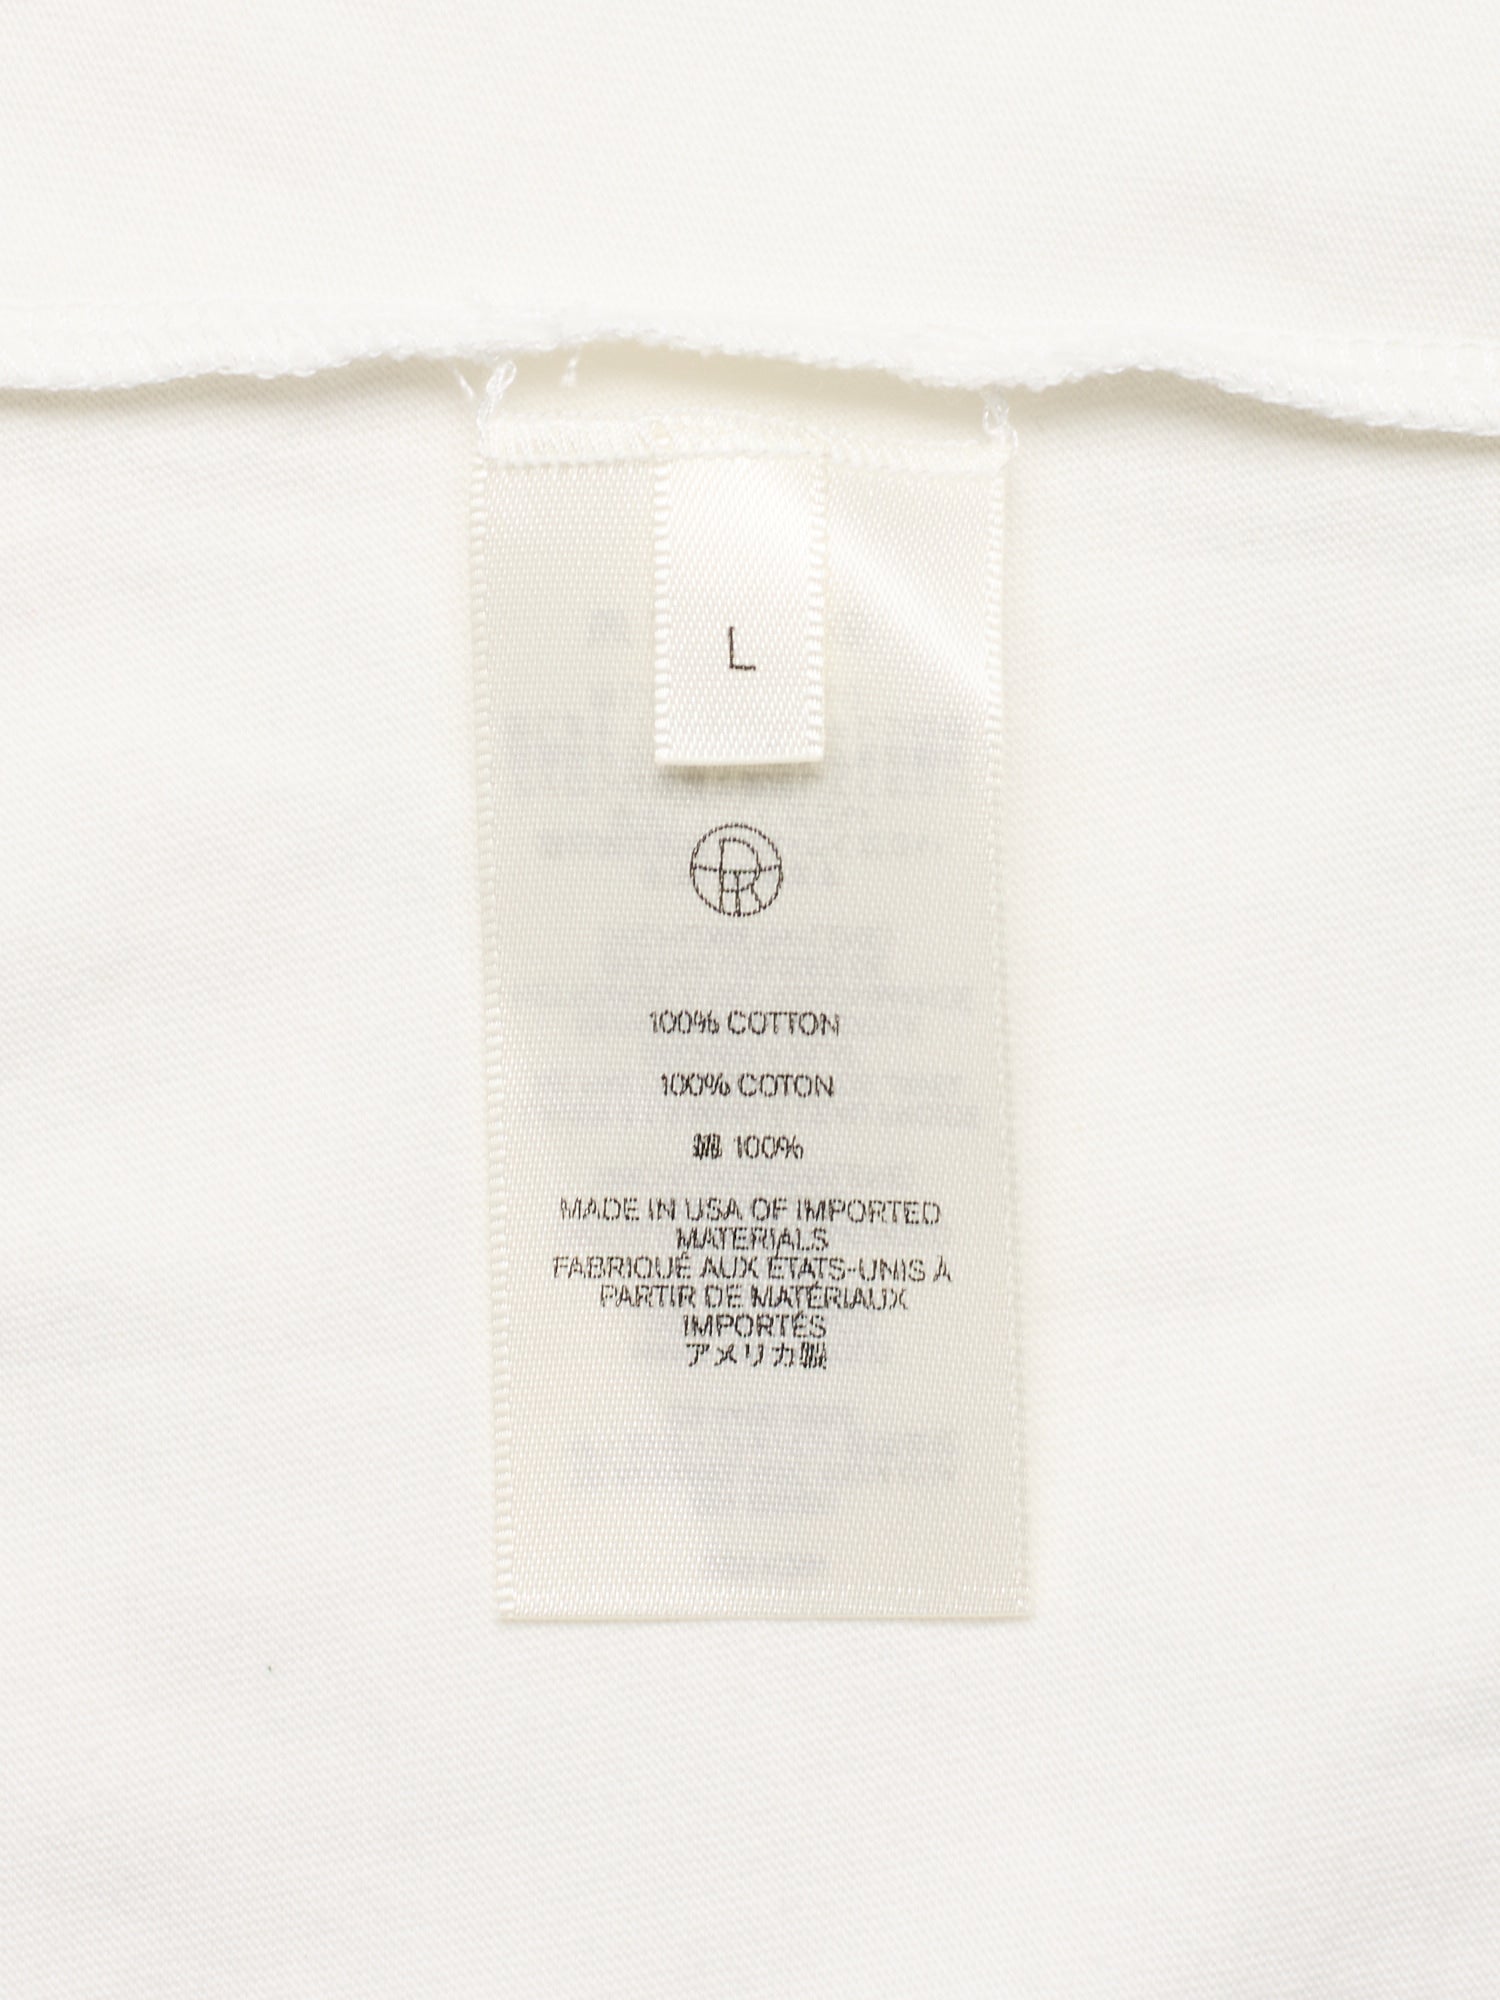 L
100% COTTON
100% COTON
綿 100%
MADE IN USA OF IMPORTED
MATERIALS
FABRIQUÉ AUX ÉTATS-UNIS À
PARTIR DE MATÉRIAUX
IMPORTÉS
アメリカ製